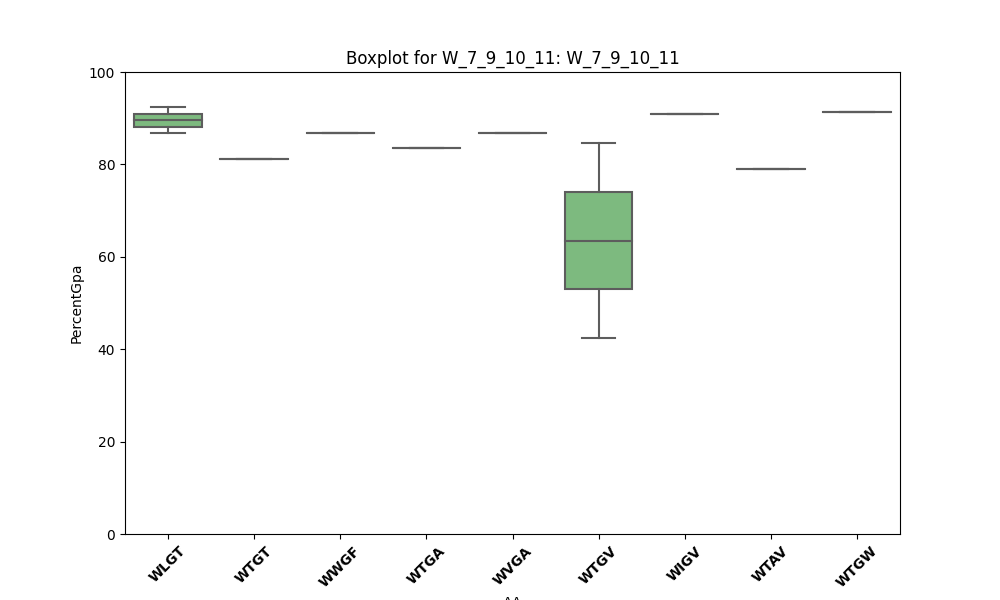 Boxplot for W_7_9_10_11: W_7_9_10_11
100
80
60
40
20
0
PercentGpa
WLGT
WTGT
WWGF
WTGA
WVGA
WTGV
WIGV
WTAV
WTGW